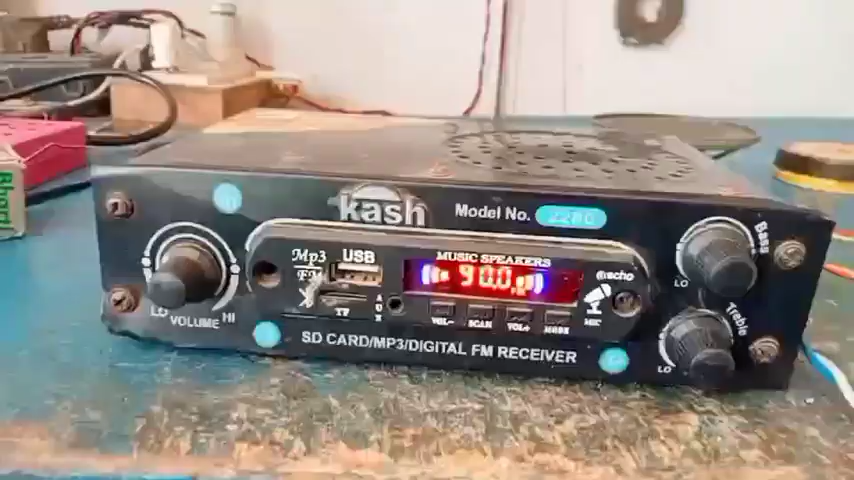 kash
Model No. 2280
Mp3 USB MUSIC SPEAKERS
FM
90.0
echo
Bass
LO
TF
AUX
VOL- SCAN VOL+ MODE
MIC
LO VOLUME HI
SD CARD/MP3/DIGITAL FM RECEIVER
Treble
LO